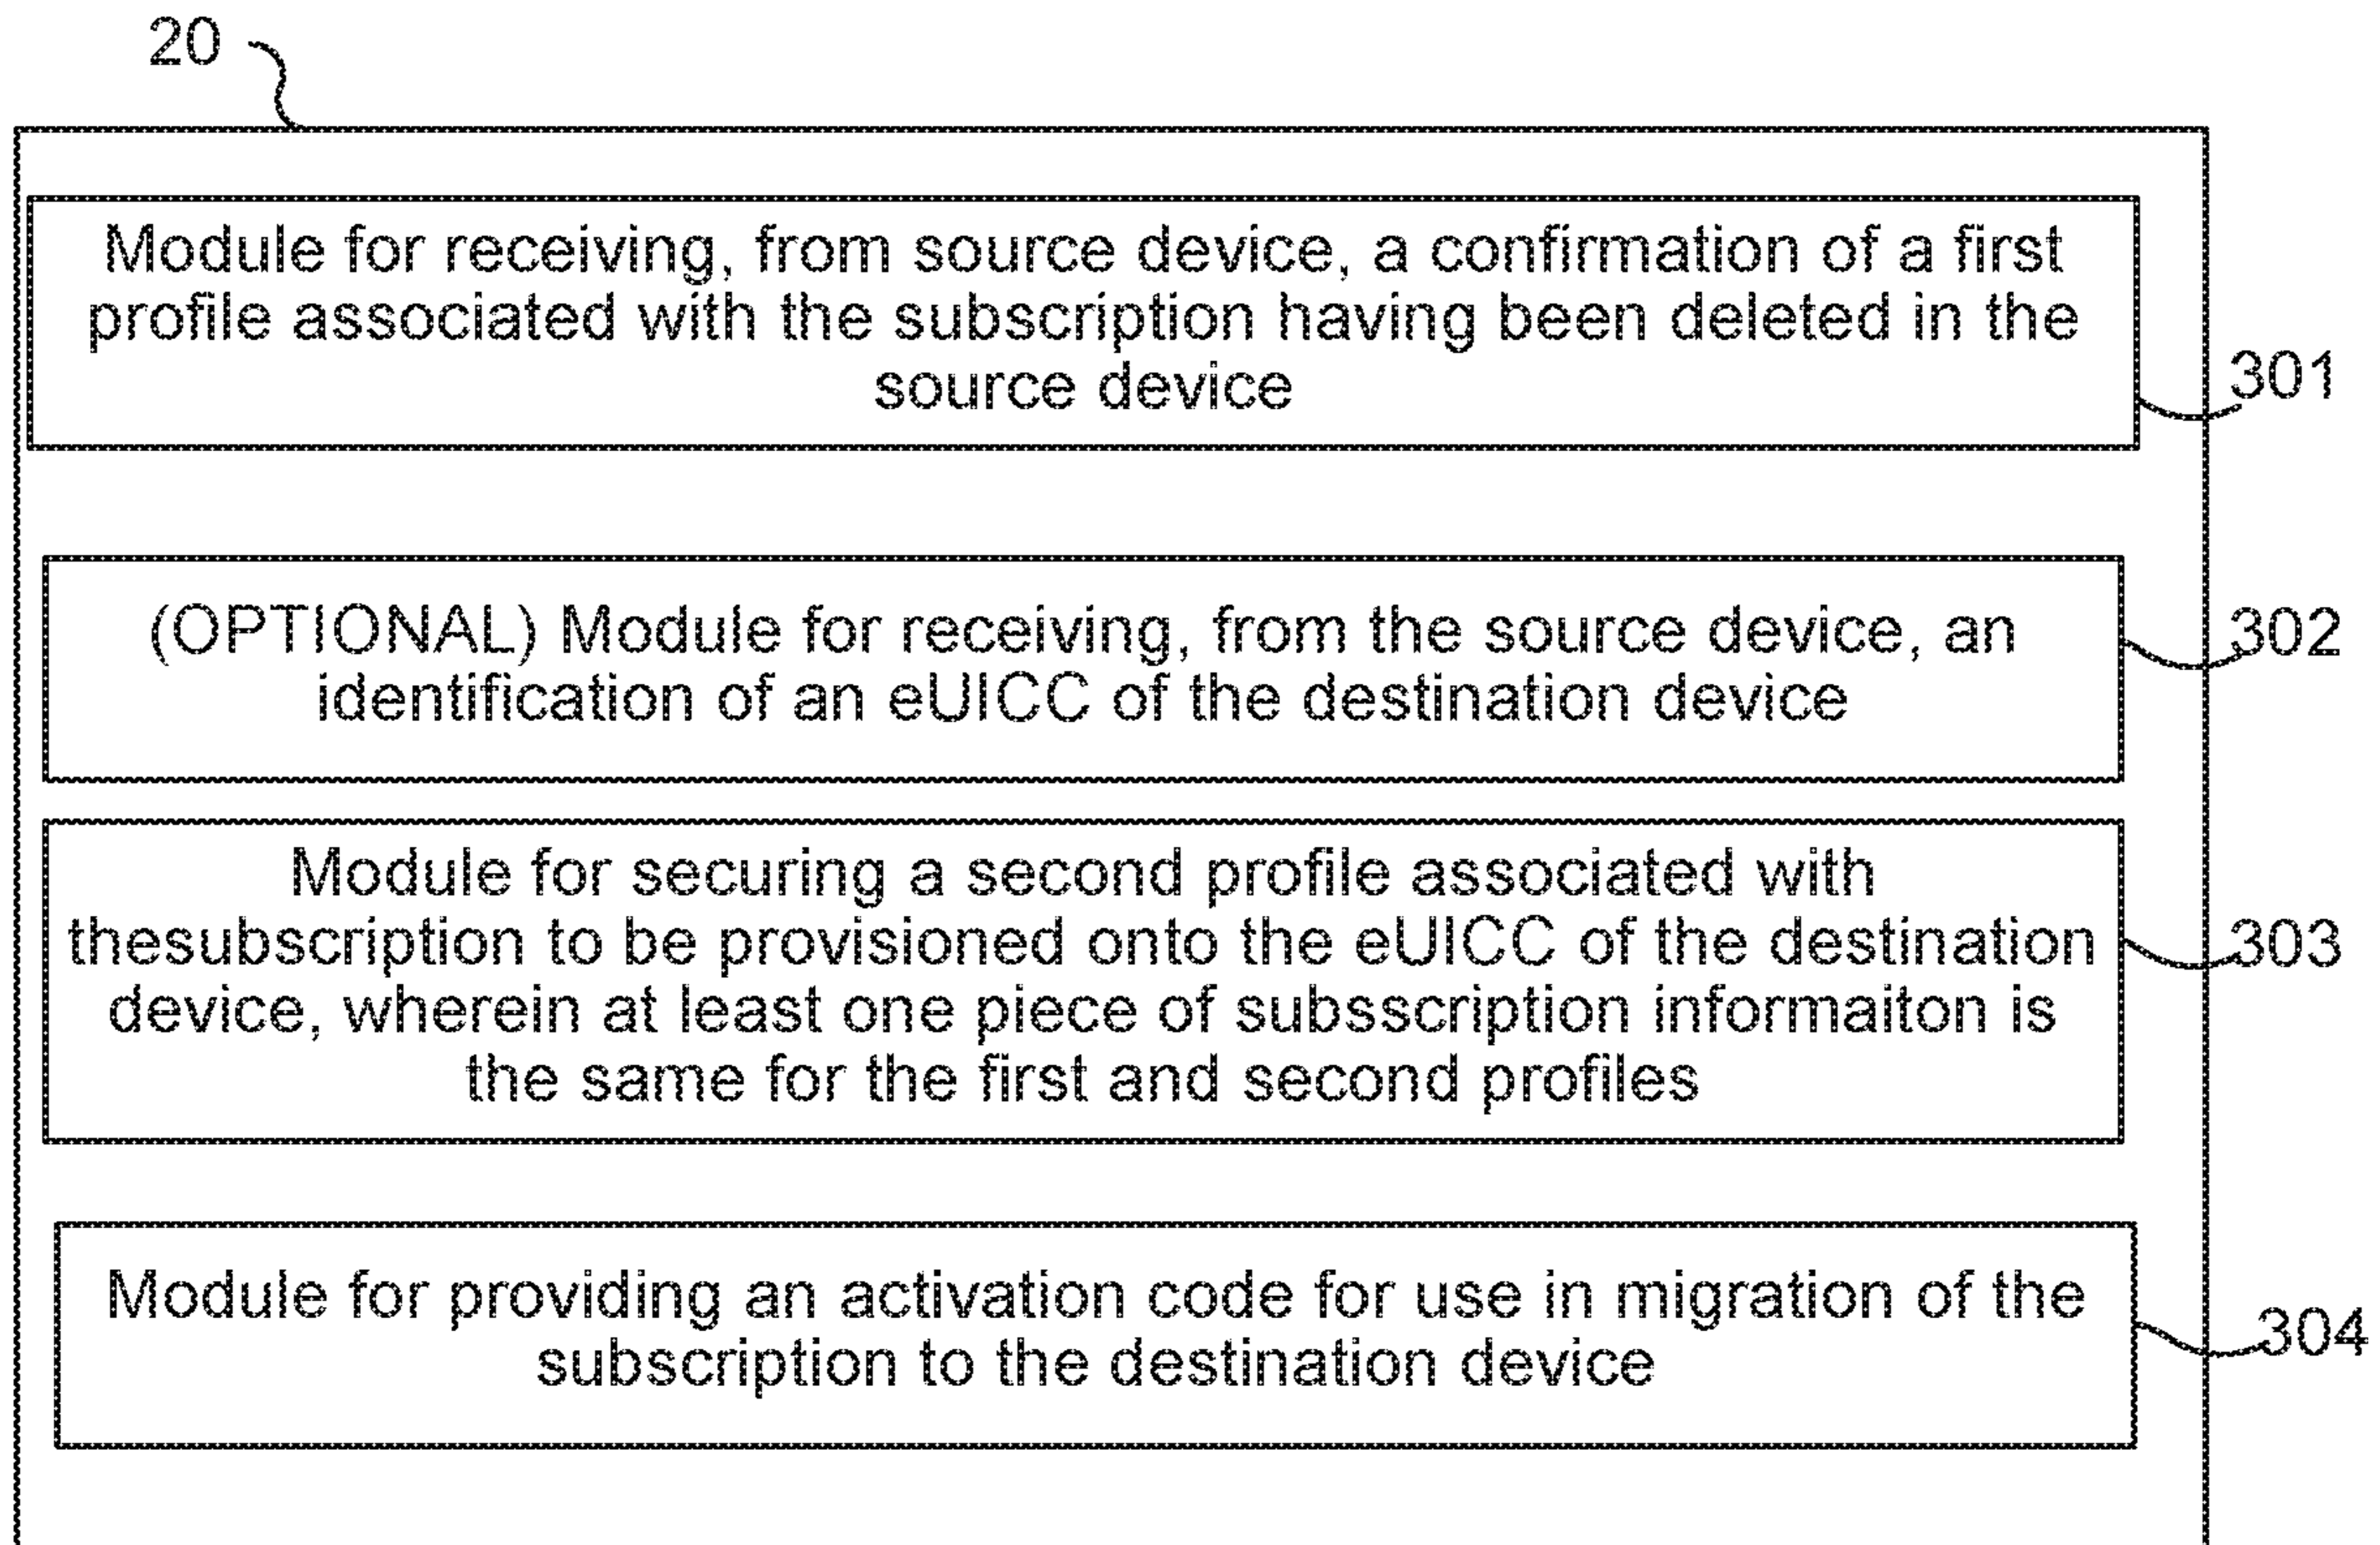 20
Module for receiving, from source device, a confirmation of a first
profile associated with the subscription having been deleted in the
source device
301
(OPTIONAL) Module for receiving, from the source device, an
identification of an eUICC of the destination device
302
Module for securing a second profile associated with
thesubscription to be provisioned onto the eUICC of the destination
device, wherein at least one piece of subsscription informaiton is
the same for the first and second profiles
303
Module for providing an activation code for use in migration of the
subscription to the destination device
304